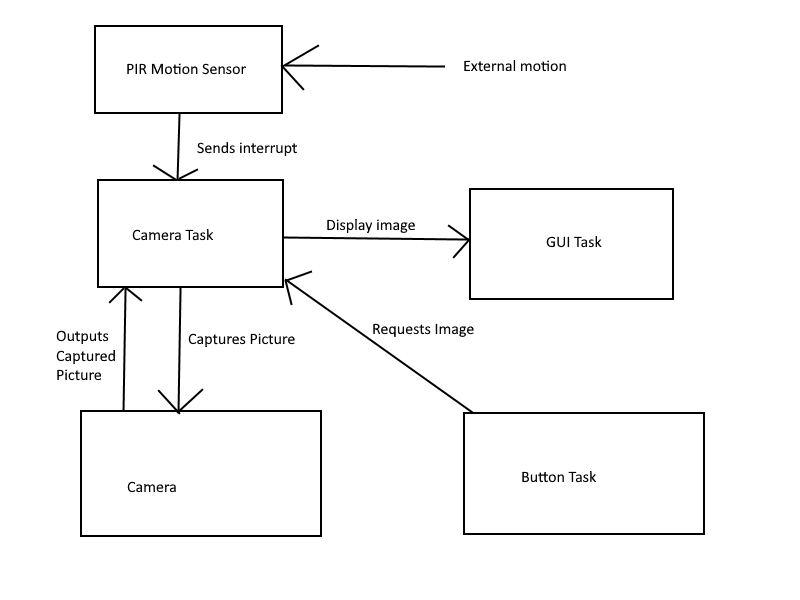 PIR Motion Sensor
External motion
Sends interrupt
Camera Task
Display image
GUI Task
Requests Image
Outputs
Captured
Picture
Captures Picture
Camera
Button Task